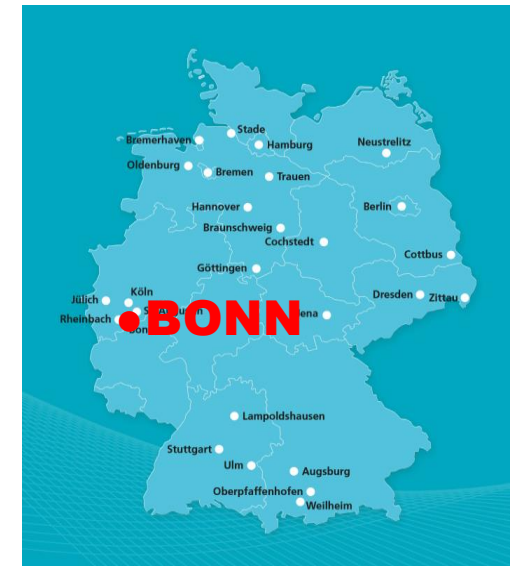 Stade
Bremerhaven
Hamburg
Neustrelitz
Oldenburg
Bremen
Trauen
Hannover
Berlin
Braunschweig
Cochstedt
Cottbus
Göttingen
Köln
Jülich
Dresden
Zittau
Rheinbach
BONN
Lampoldshausen
Stuttgart
Ulm
Augsburg
Oberpfaffenhofen
Weilheim